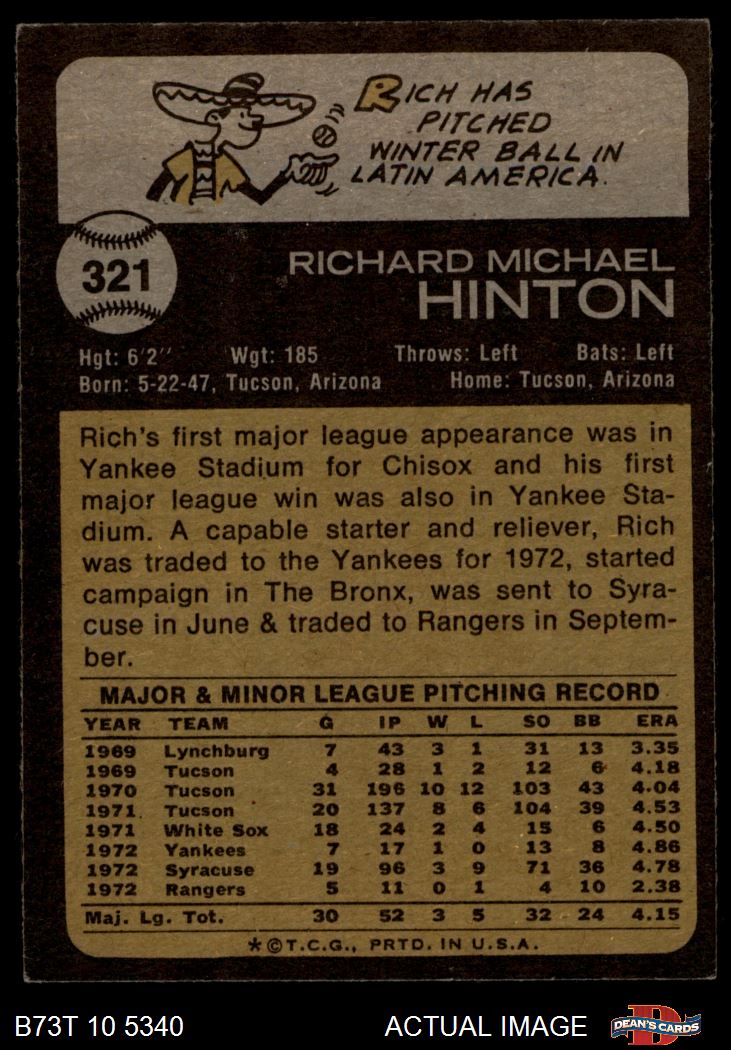 RICH HAS
PITCHED
WINTER BALL IN
LATIN AMERICA.
321
RICHARD MICHAEL
HINTON
Hgt: 6'2" Wgt: 185 Throws: Left Bats: Left
Born: 5-22-47, Tucson, Arizona Home: Tucson, Arizona
Rich's first major league appearance was in
Yankee Stadium for Chisox and his first
major league win was also in Yankee Sta-
dium. A capable starter and reliever, Rich
was traded to the Yankees for 1972, started
campaign in The Bronx, was sent to Syra-
cuse in June & traded to Rangers in Septem-
ber.
MAJOR & MINOR LEAGUE PITCHING RECORD
YEAR TEAM G IP W L SO BB ERA
1969 Lynchburg 7 43 3 1 31 13 3.35
1969 Tucson 4 28 1 2 12 6 4.18
1970 Tucson 31 196 10 12 103 43 4.04
1971 Tucson 20 137 8 6 104 39 4.53
1971 White Sox 18 24 2 4 15 6 4.50
1972 Yankees 7 17 1 0 13 8 4.86
1972 Syracuse 19 96 3 9 71 36 4.78
1972 Rangers 5 11 0 1 4 10 2.38
Maj. Lg. Tot. 30 52 3 5 32 24 4.15
*©T.C.G., PRTD. IN U.S.A.
B73T 10 5340 ACTUAL IMAGE
D
DEAN'S CARDS